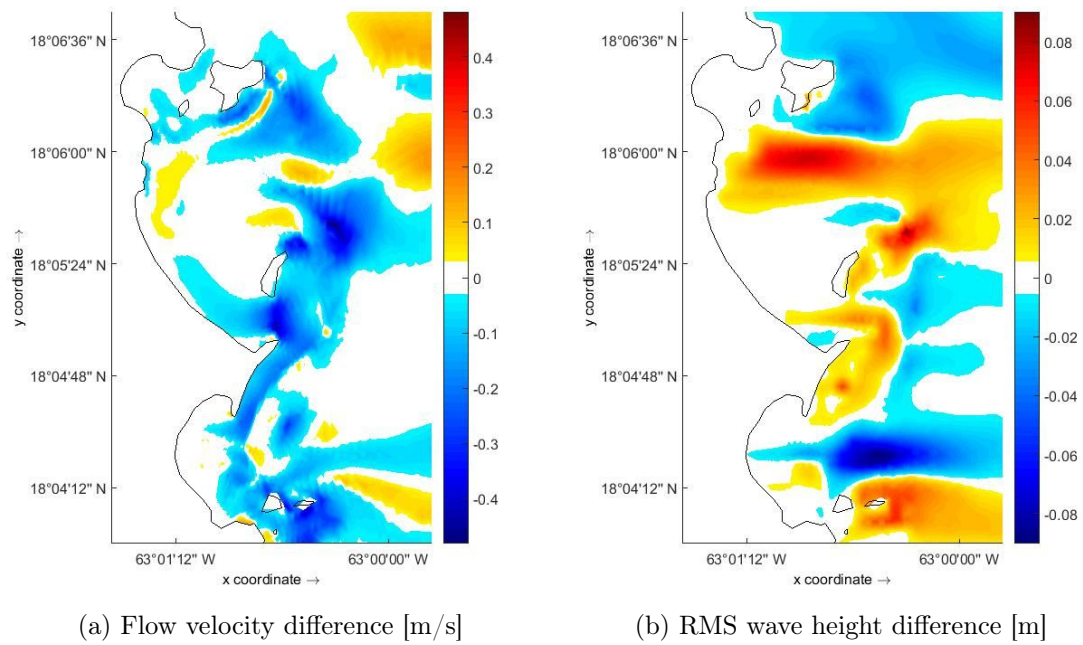 18°06'36" N
18°06'00" N
18°05'24" N
18°04'48" N
18°04'12" N
y coordinate →
63°01'12" W
63°00'00" W
x coordinate →
0.4
0.3
0.2
0.1
0
-0.1
-0.2
-0.3
-0.4
(a) Flow velocity difference [m/s]
18°06'36" N
18°06'00" N
18°05'24" N
18°04'48" N
18°04'12" N
y coordinate →
63°01'12" W
63°00'00" W
x coordinate →
0.08
0.06
0.04
0.02
0
-0.02
-0.04
-0.06
-0.08
(b) RMS wave height difference [m]